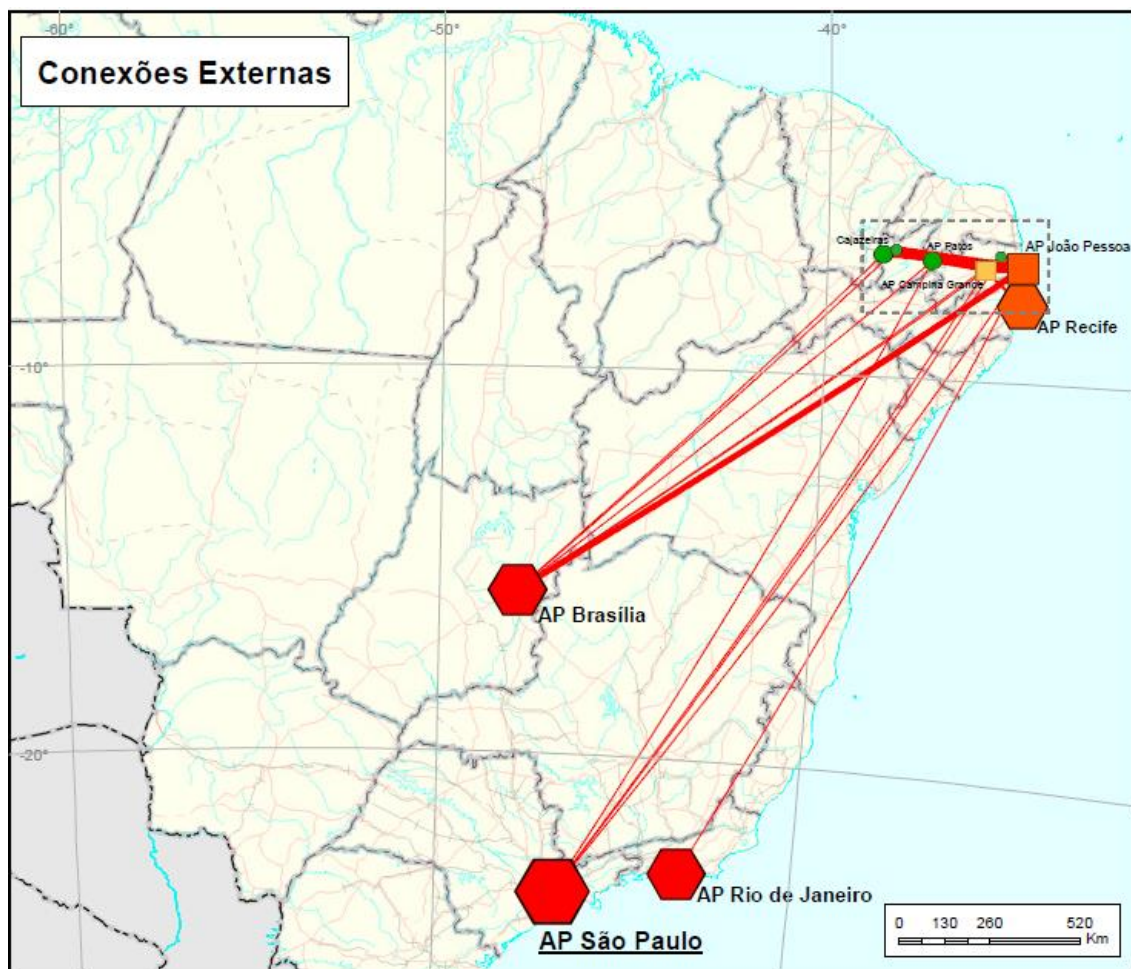 -60°
-50°
-40°
Conexões Externas
Cajazeiras
AP Patos
AP João Pessoa
AP Campina Grande
AP Recife
-10°
AP Brasília
-20°
AP Rio de Janeiro
AP São Paulo
0 130 260 520
Km